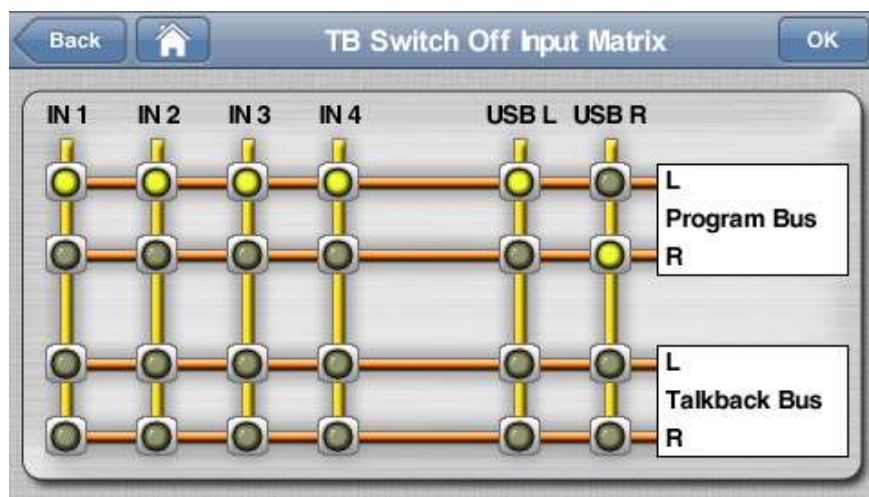 Back TB Switch Off Input Matrix OK
IN 1 IN 2 IN 3 IN 4 USB L USB R
L
Program Bus
R
L
Talkback Bus
R